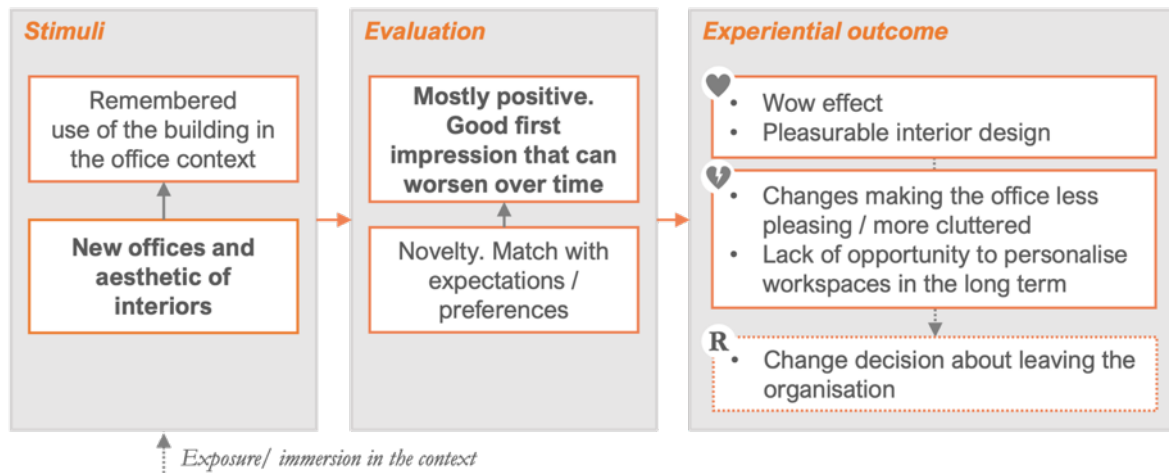 Stimuli
Remembered
use of the building in
the office context
New offices and
aesthetic of
interiors
Evaluation
Mostly positive.
Good first
impression that can
worsen over time
Novelty. Match with
expectations /
preferences
Experiential outcome
• Wow effect
• Pleasurable interior design
• Changes making the office less
pleasing / more cluttered
• Lack of opportunity to personalise
workspaces in the long term
R
• Change decision about leaving the
organisation
Exposure/ immersion in the context